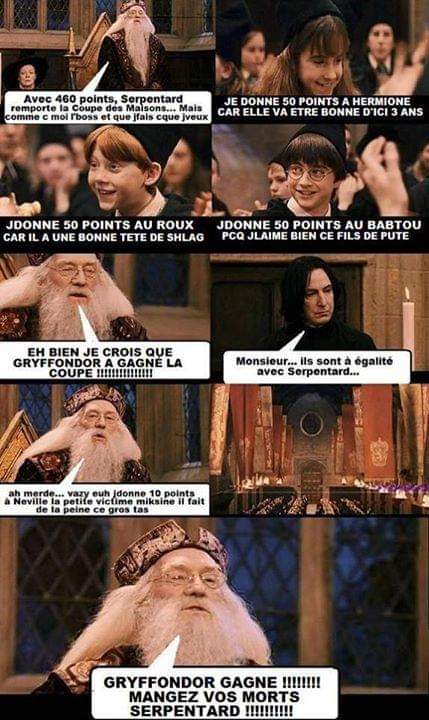 Avec 460 points, Serpentard
remporte la Coupe des Maisons... Mais
comme c moi l'boss et que jfais cque jveux
JE DONNE 50 POINTS A HERMIONE
CAR ELLE VA ETRE BONNE D'ICI 3 ANS
JDONNE 50 POINTS AU ROUX
CAR IL A UNE BONNE TETE DE SHLAG
JDONNE 50 POINTS AU BABTOU
PCQ JLAIME BIEN CE FILS DE PUTE
EH BIEN JE CROIS QUE
GRYFFONDOR A GAGNÉ LA
COUPE !!!!!!!!!!!!!!!
Monsieur... ils sont à égalité
avec Serpentard...
ah merde... vazy euh jdonne 10 points
à Neville la petite victime miksine il fait
de la peine ce gros tas
GRYFFONDOR GAGNE !!!!!!!!
MANGEZ VOS MORTS
SERPENTARD !!!!!!!!!!